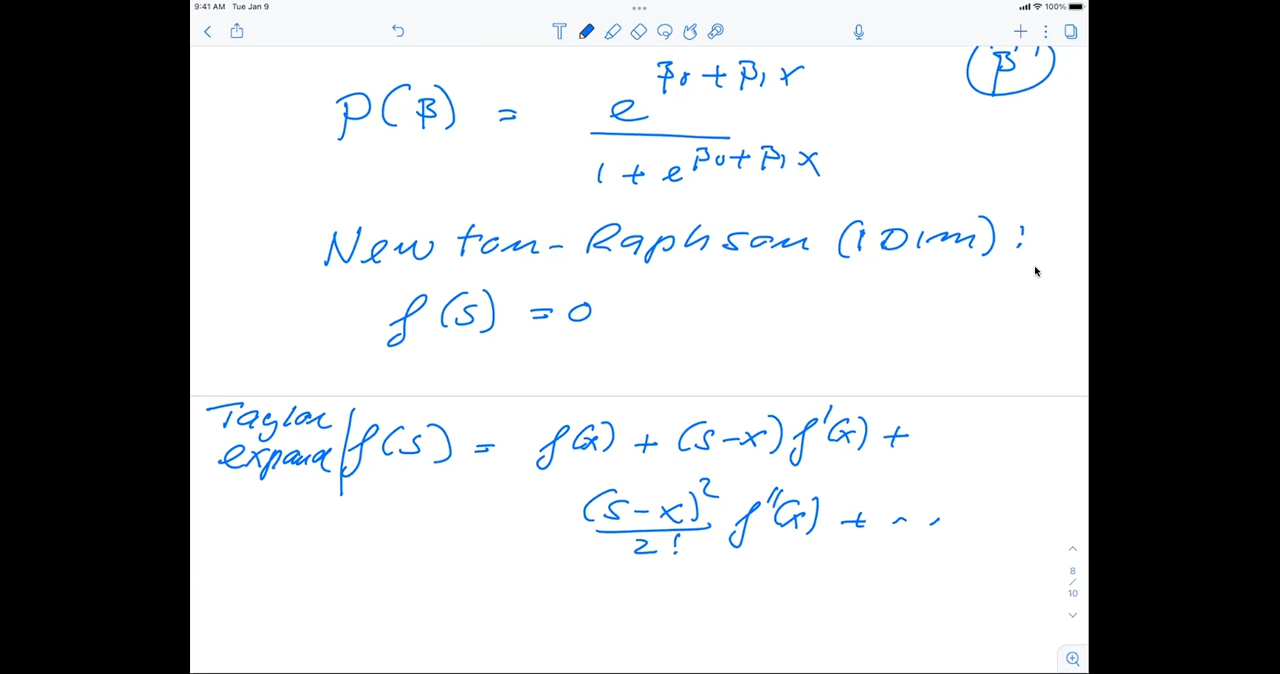 9:41 AM Tue Jan 9
100%
p(β) = e^{β0 + β1 x} / (1 + e^{β0 + β1 x})
Newton-Raphson (1 Dim) :
f(s) = 0
Taylor
expand | f(s) = f(x) + (s-x) f'(x) +
(s-x)^2 / 2! f''(x) + ...
8
/
10